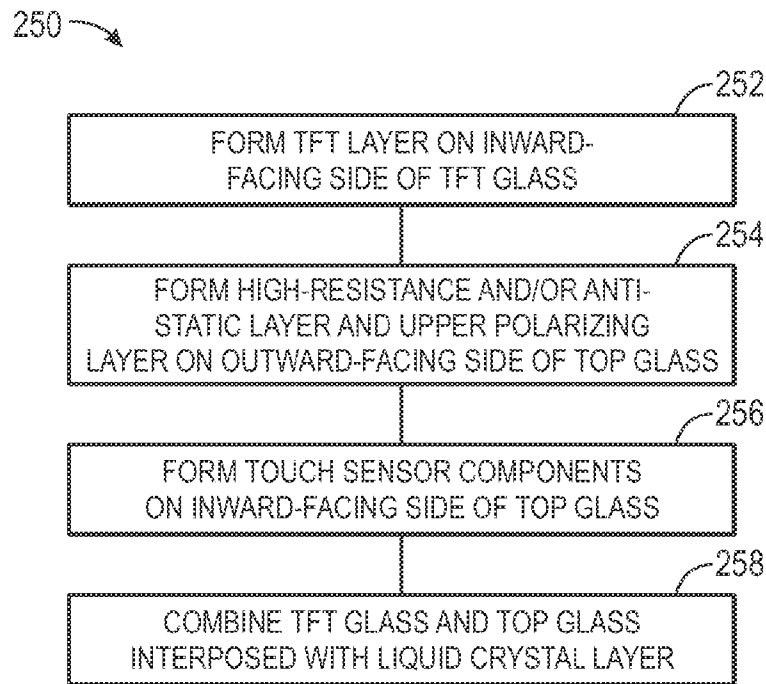 250
252
FORM TFT LAYER ON INWARD-
FACING SIDE OF TFT GLASS
254
FORM HIGH-RESISTANCE AND/OR ANTI-
STATIC LAYER AND UPPER POLARIZING
LAYER ON OUTWARD-FACING SIDE OF TOP GLASS
256
FORM TOUCH SENSOR COMPONENTS
ON INWARD-FACING SIDE OF TOP GLASS
258
COMBINE TFT GLASS AND TOP GLASS
INTERPOSED WITH LIQUID CRYSTAL LAYER